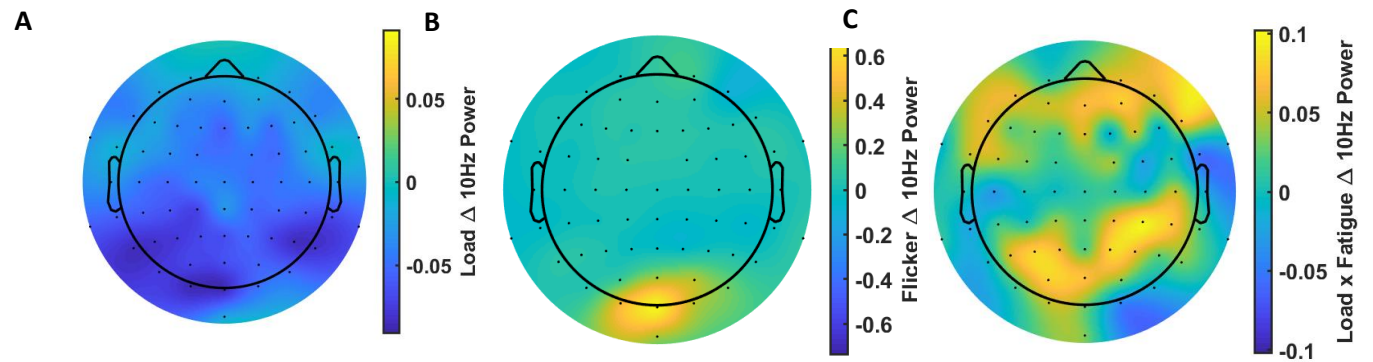 A
0.05
0
-0.05
Load △ 10Hz Power
B
0.6
0.4
0.2
0
-0.2
-0.4
-0.6
Flicker △ 10Hz Power
C
0.1
0.05
0
-0.05
-0.1
Load x Fatigue △ 10Hz Power